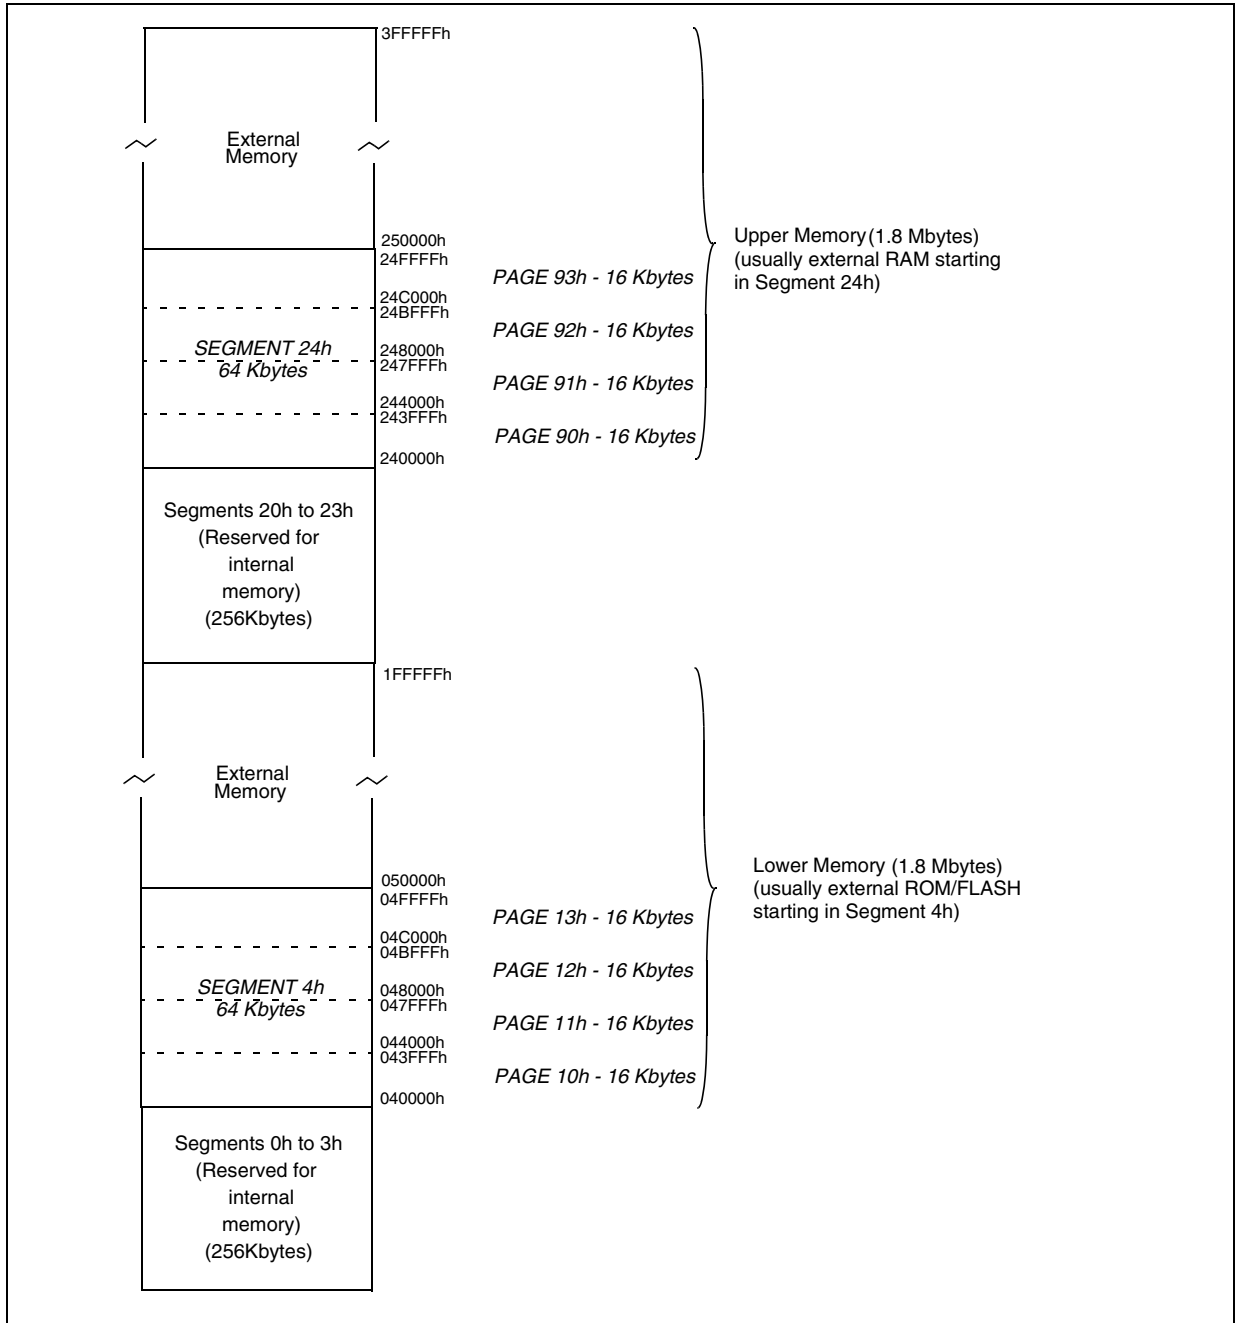 3FFFFFh
External
Memory
250000h
24FFFFh
PAGE 93h - 16 Kbytes
24C000h
24BFFFh
PAGE 92h - 16 Kbytes
SEGMENT 24h
64 Kbytes
248000h
247FFFh
PAGE 91h - 16 Kbytes
244000h
243FFFh
PAGE 90h - 16 Kbytes
240000h
Upper Memory (1.8 Mbytes)
(usually external RAM starting
in Segment 24h)
Segments 20h to 23h
(Reserved for
internal
memory)
(256Kbytes)
1FFFFFh
External
Memory
050000h
04FFFFh
PAGE 13h - 16 Kbytes
04C000h
04BFFFh
PAGE 12h - 16 Kbytes
SEGMENT 4h
64 Kbytes
048000h
047FFFh
PAGE 11h - 16 Kbytes
044000h
043FFFh
PAGE 10h - 16 Kbytes
040000h
Lower Memory (1.8 Mbytes)
(usually external ROM/FLASH
starting in Segment 4h)
Segments 0h to 3h
(Reserved for
internal
memory)
(256Kbytes)